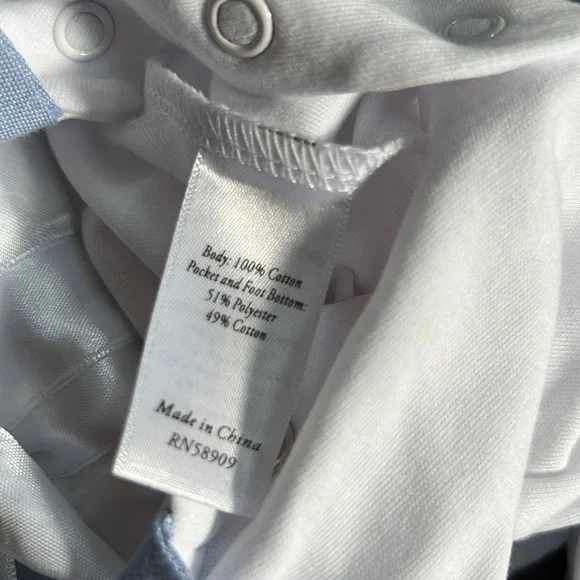 Body: 100% Cotton
Pocket and Foot Bottom:
51% Polyester
49% Cotton
Made in China
RN58909